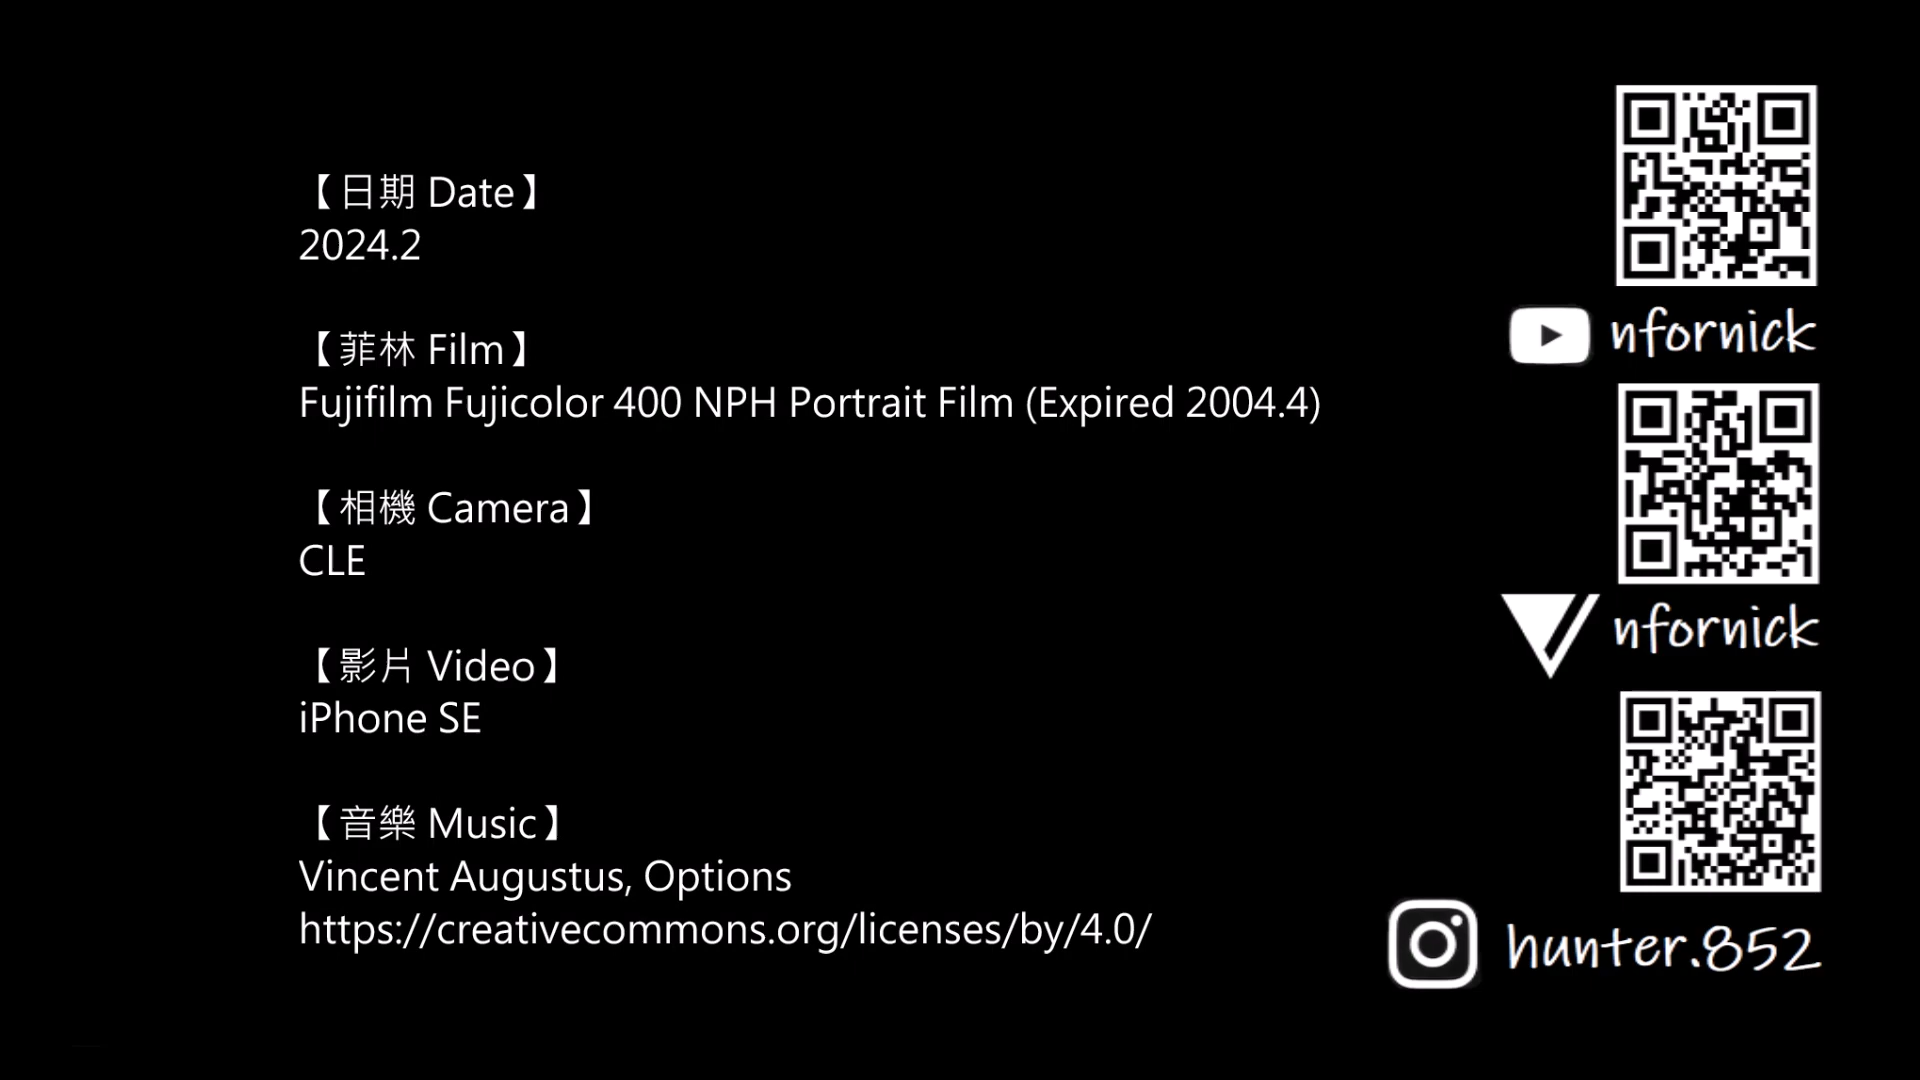 【日期 Date】
2024.2
【菲林 Film】
Fujifilm Fujicolor 400 NPH Portrait Film (Expired 2004.4)
【相機 Camera】
CLE
【影片 Video】
iPhone SE
【音樂 Music】
Vincent Augustus, Options
https://creativecommons.org/licenses/by/4.0/
nfornick
nfornick
hunter.852